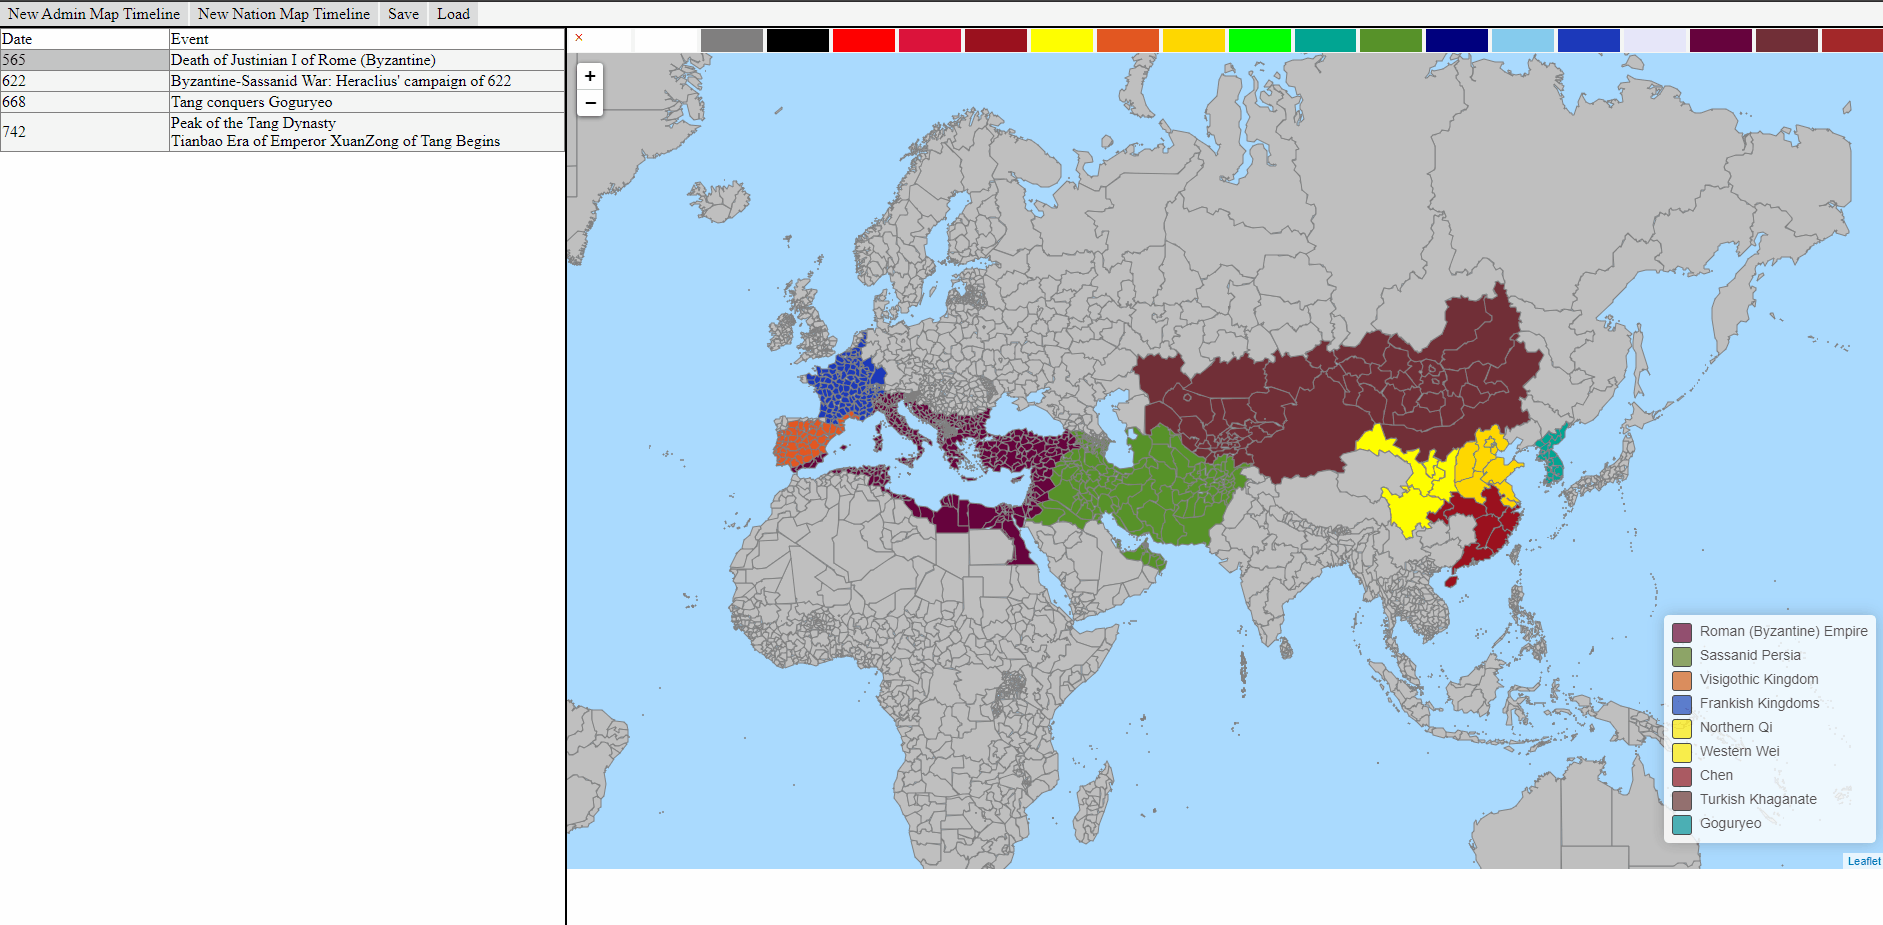 New Admin Map Timeline New Nation Map Timeline Save Load
Date Event
565 Death of Justinian I of Rome (Byzantine)
622 Byzantine-Sassanid War: Heraclius' campaign of 622
668 Tang conquers Goguryeo
742 Peak of the Tang Dynasty
Tianbao Era of Emperor XuanZong of Tang Begins
×
+
−
Roman (Byzantine) Empire
Sassanid Persia
Visigothic Kingdom
Frankish Kingdoms
Northern Qi
Western Wei
Chen
Turkish Khaganate
Goguryeo
Leaflet